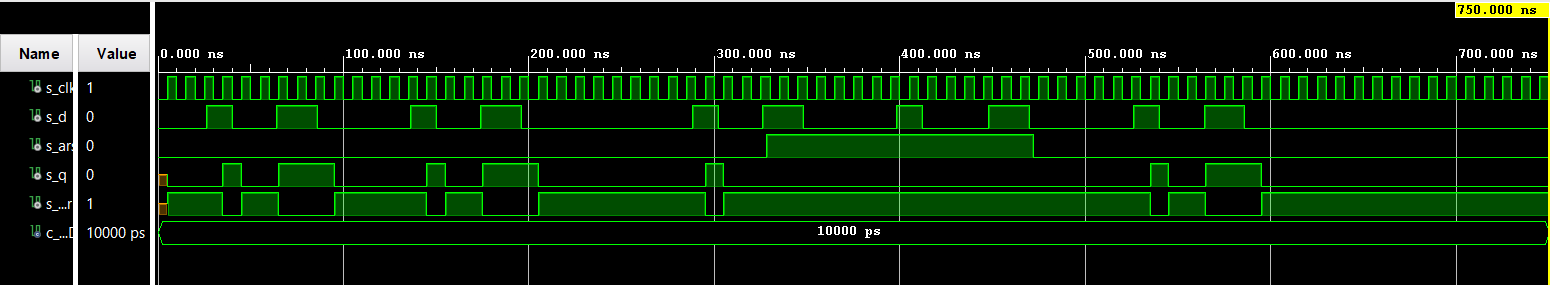 750.000 ns
Name Value
0.000 ns 100.000 ns 200.000 ns 300.000 ns 400.000 ns 500.000 ns 600.000 ns 700.000 ns
s_clk 1
s_d 0
s_ars 0
s_q 0
s_...r 1
c_...D 10000 ps 10000 ps